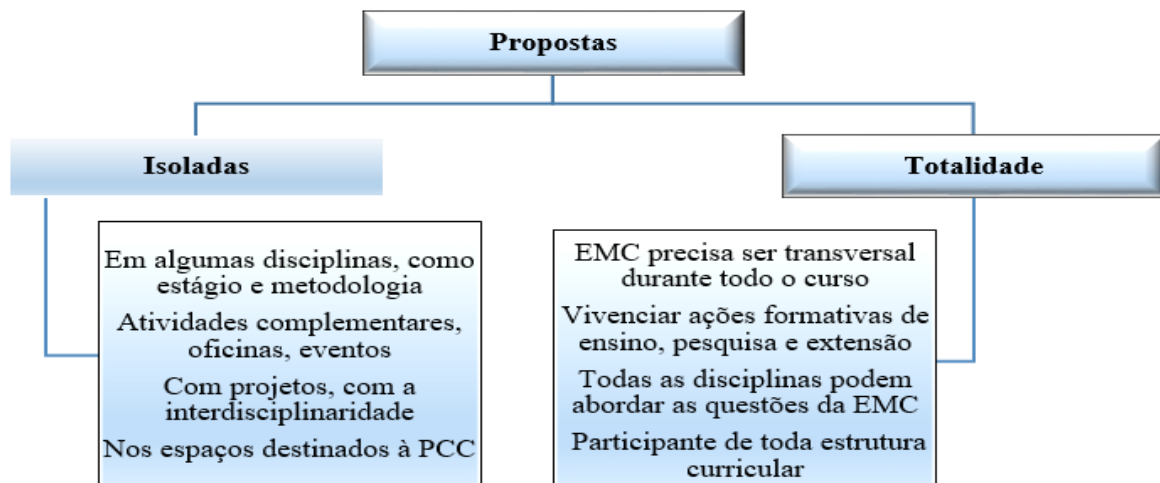 Propostas
Isoladas
Totalidade
Em algumas disciplinas, como
estágio e metodologia
Atividades complementares,
oficinas, eventos
Com projetos, com a
interdisciplinaridade
Nos espaços destinados à PCC
EMC precisa ser transversal
durante todo o curso
Vivenciar ações formativas de
ensino, pesquisa e extensão
Todas as disciplinas podem
abordar as questões da EMC
Participante de toda estrutura
curricular